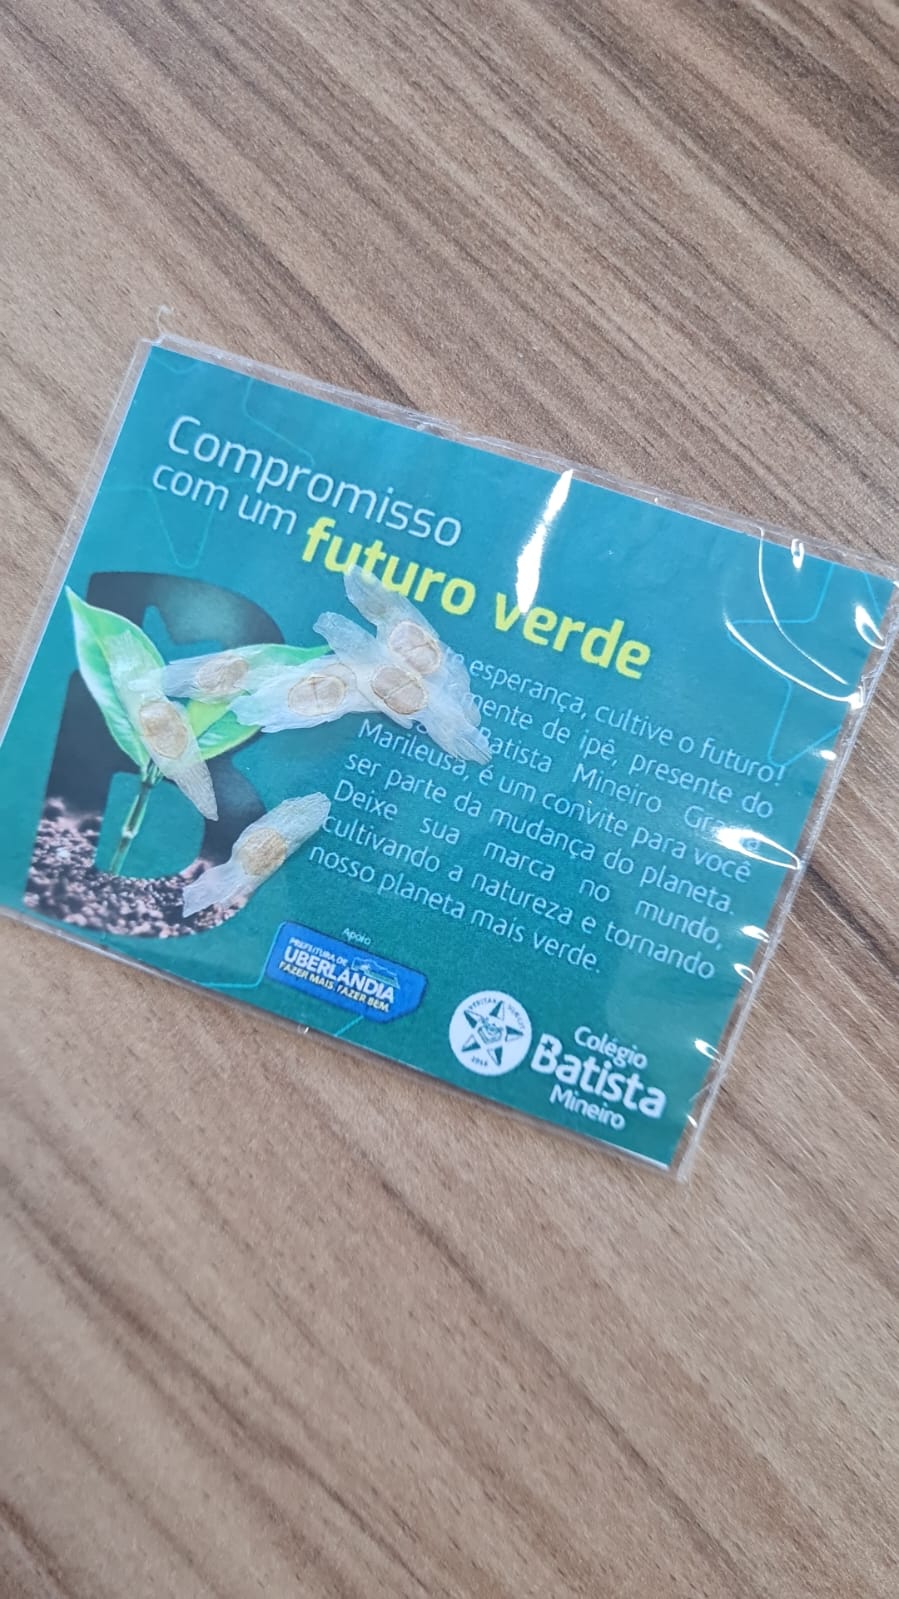 Compromisso
com um
futuro verde
esperança, cultive o futuro!
de ipê, presente do
Batista Mineiro
Marileusa, é um convite para você
ser parte da mudança do planeta.
Deixe sua marca no mundo,
cultivando a natureza e tornando
nosso planeta mais verde.
Apoio
PREFEITURA DE
UBERLÂNDIA
FAZER MAIS. FAZER BEM.
Colégio
Batista
Mineiro